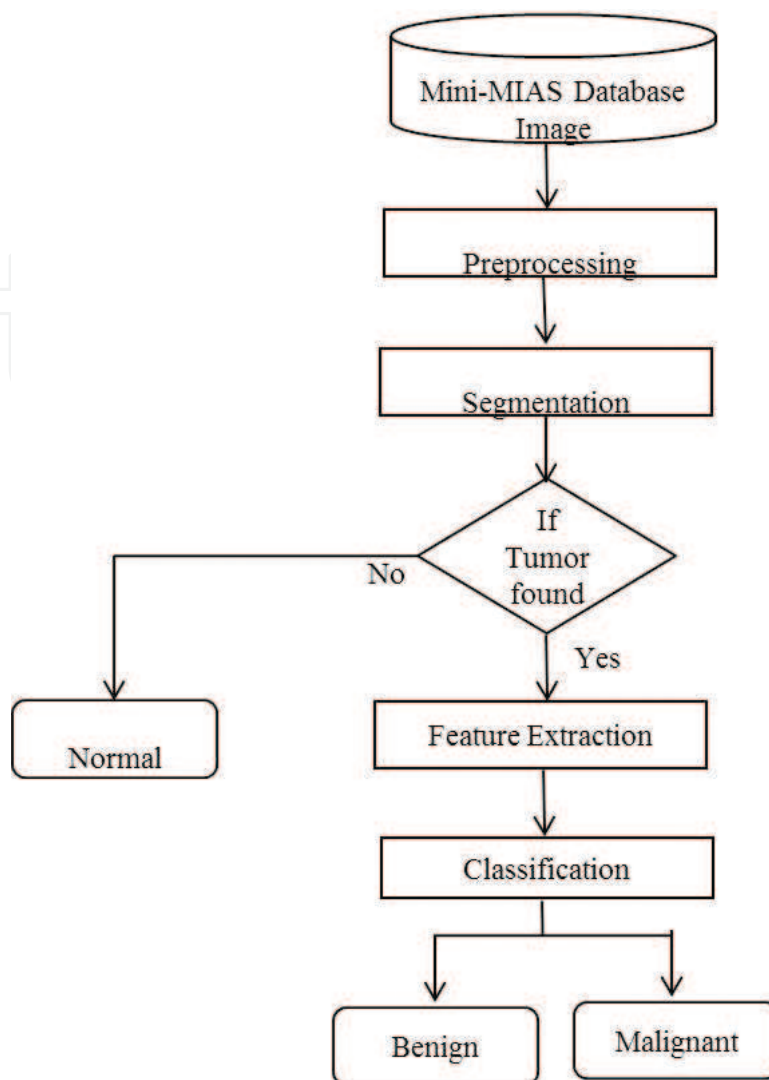 Mini-MIAS Database
Image
Preprocessing
Segmentation
If
Tumor
found
No
Yes
Normal
Feature Extraction
Classification
Benign
Malignant